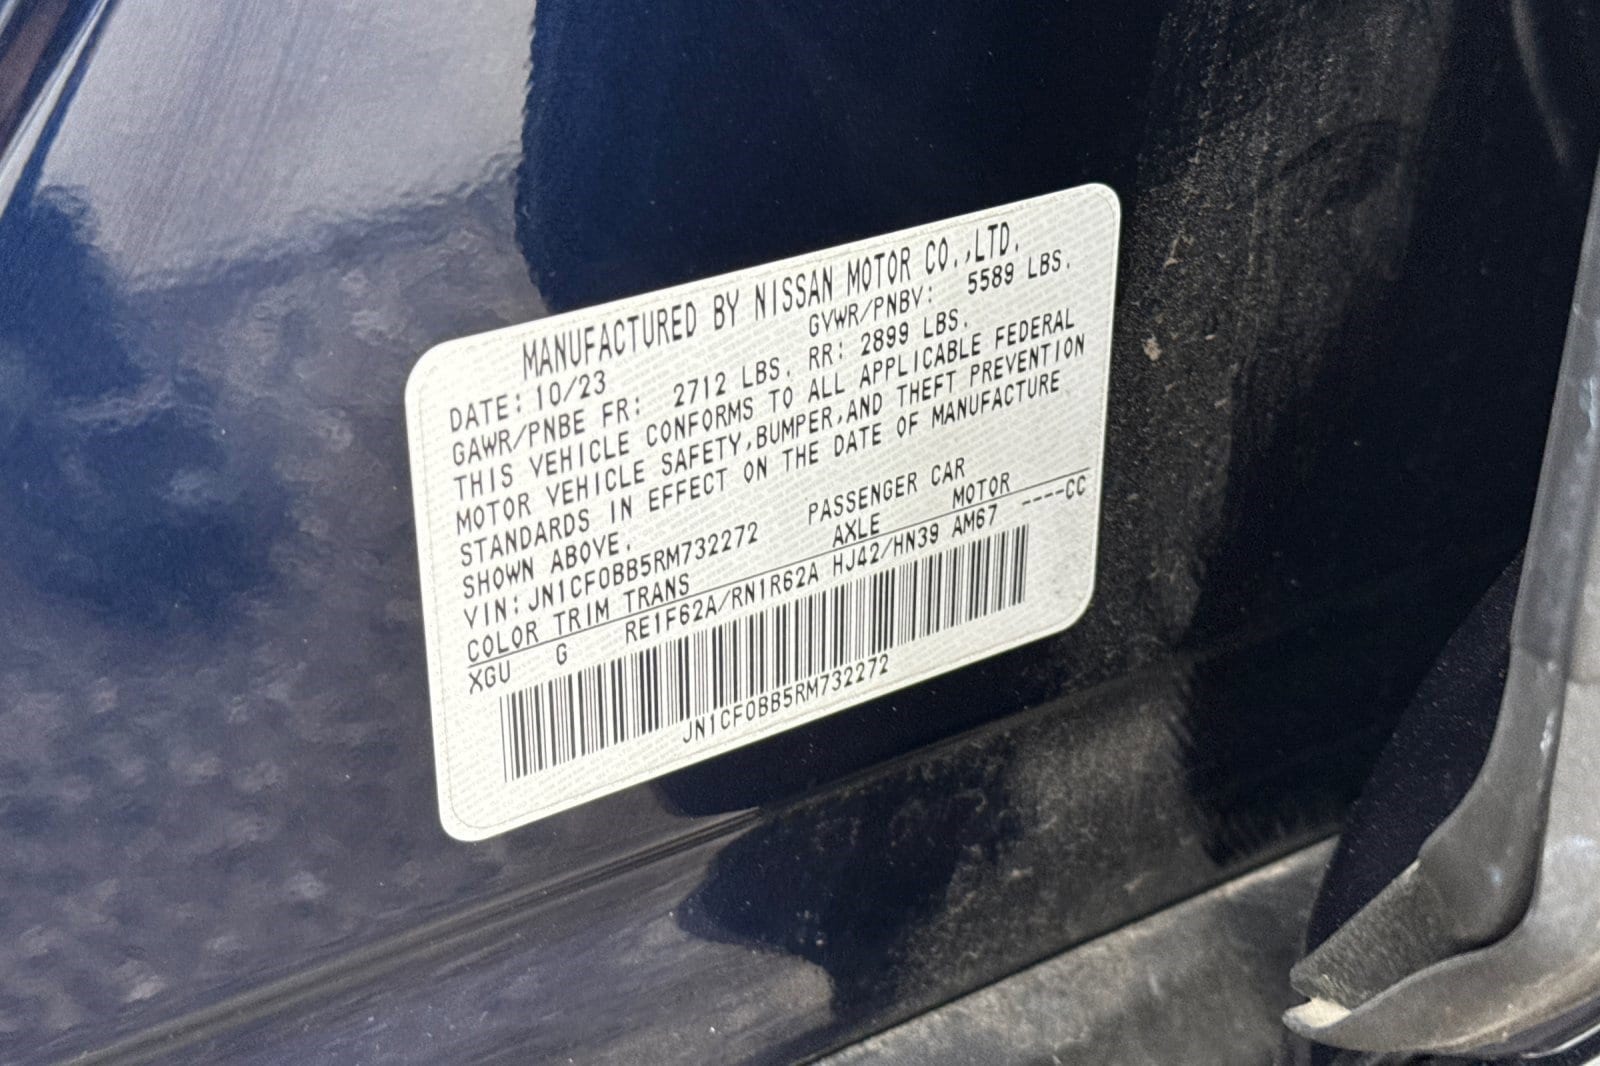 MANUFACTURED BY NISSAN MOTOR CO.,LTD.
DATE: 10/23 GVWR/PNBV: 5589 LBS.
GAWR/PNBE FR: 2712 LBS. RR: 2899 LBS.
THIS VEHICLE CONFORMS TO ALL APPLICABLE FEDERAL
MOTOR VEHICLE SAFETY,BUMPER,AND THEFT PREVENTION
STANDARDS IN EFFECT ON THE DATE OF MANUFACTURE
SHOWN ABOVE.
VIN: JN1CF0BB5RM732272 PASSENGER CAR
COLOR TRIM TRANS AXLE MOTOR
XGU G RE1F62A/RN1R62A HJ42/HN39 AM67 ----CC
JN1CF0BB5RM732272